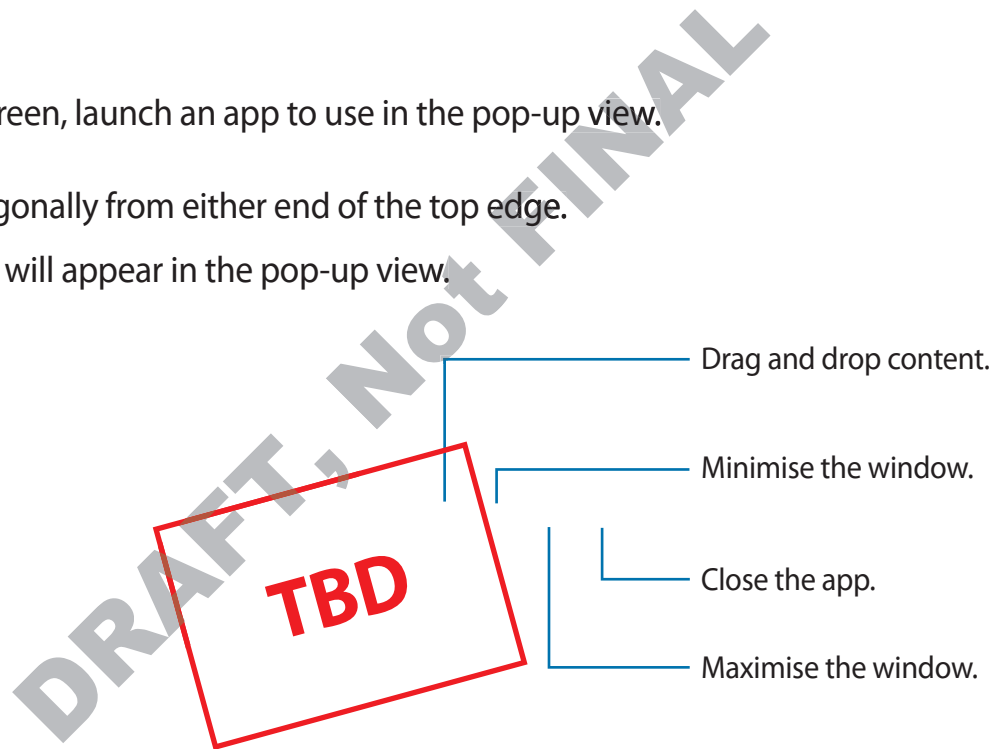 reen, launch an app to use in the pop-up view.
gonally from either end of the top edge.
will appear in the pop-up view.
Drag and drop content.
Minimise the window.
Close the app.
Maximise the window.
TBD
DRAFT, Not FINAL